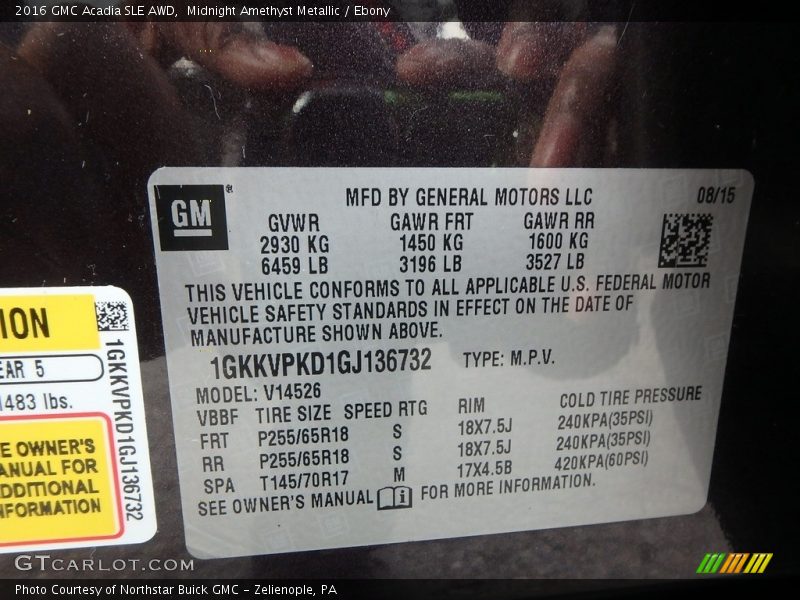 2016 GMC Acadia SLE AWD,  Midnight Amethyst Metallic / Ebony
GM
MFD BY GENERAL MOTORS LLC
08/15
GVWR GAWR FRT GAWR RR
2930 KG 1450 KG 1600 KG
6459 LB 3196 LB 3527 LB
THIS VEHICLE CONFORMS TO ALL APPLICABLE U.S. FEDERAL MOTOR
VEHICLE SAFETY STANDARDS IN EFFECT ON THE DATE OF
MANUFACTURE SHOWN ABOVE.
1GKKVPKD1GJ136732 TYPE: M.P.V.
MODEL: V14526
VBBF TIRE SIZE SPEED RTG RIM COLD TIRE PRESSURE
FRT P255/65R18 S 18X7.5J 240KPA(35PSI)
RR P255/65R18 S 18X7.5J 240KPA(35PSI)
SPA T145/70R17 M 17X4.5B 420KPA(60PSI)
SEE OWNER'S MANUAL FOR MORE INFORMATION.
ION
EAR 5
1483 lbs.
E OWNER'S
ANUAL FOR
DDITIONAL
NFORMATION
1GKKVPKD1GJ136732
GTCARLOT.COM
Photo Courtesy of Northstar Buick GMC - Zelienople, PA